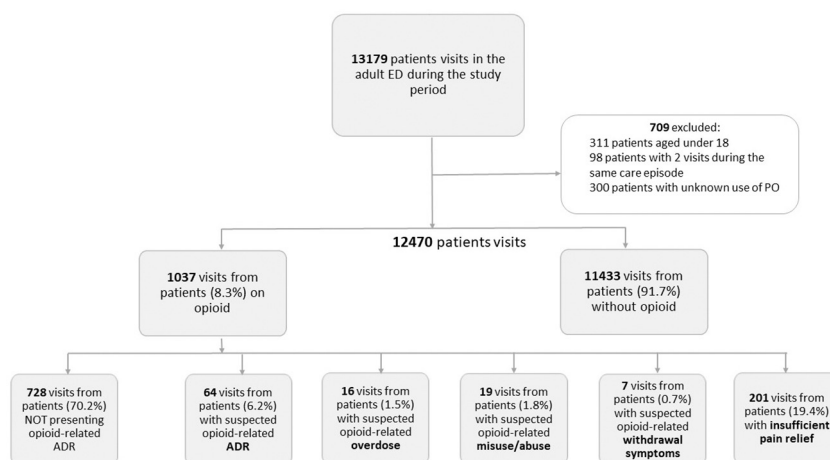 13179 patients visits in the
adult ED during the study
period
709 excluded:
311 patients aged under 18
98 patients with 2 visits during the
same care episode
300 patients with unknown use of PO
12470 patients visits
1037 visits from
patients (8.3%) on
opioid
11433 visits from
patients (91.7%)
without opioid
728 visits from
patients (70.2%)
NOT presenting
opioid-related
ADR
64 visits from
patients (6.2%)
with suspected
opioid-related
ADR
16 visits from
patients (1.5%)
with suspected
opioid-related
overdose
19 visits from
patients (1.8%)
with suspected
opioid-related
misuse/abuse
7 visits from
patients (0.7%)
with suspected
opioid-related
withdrawal
symptoms
201 visits from
patients (19.4%)
with insufficient
pain relief